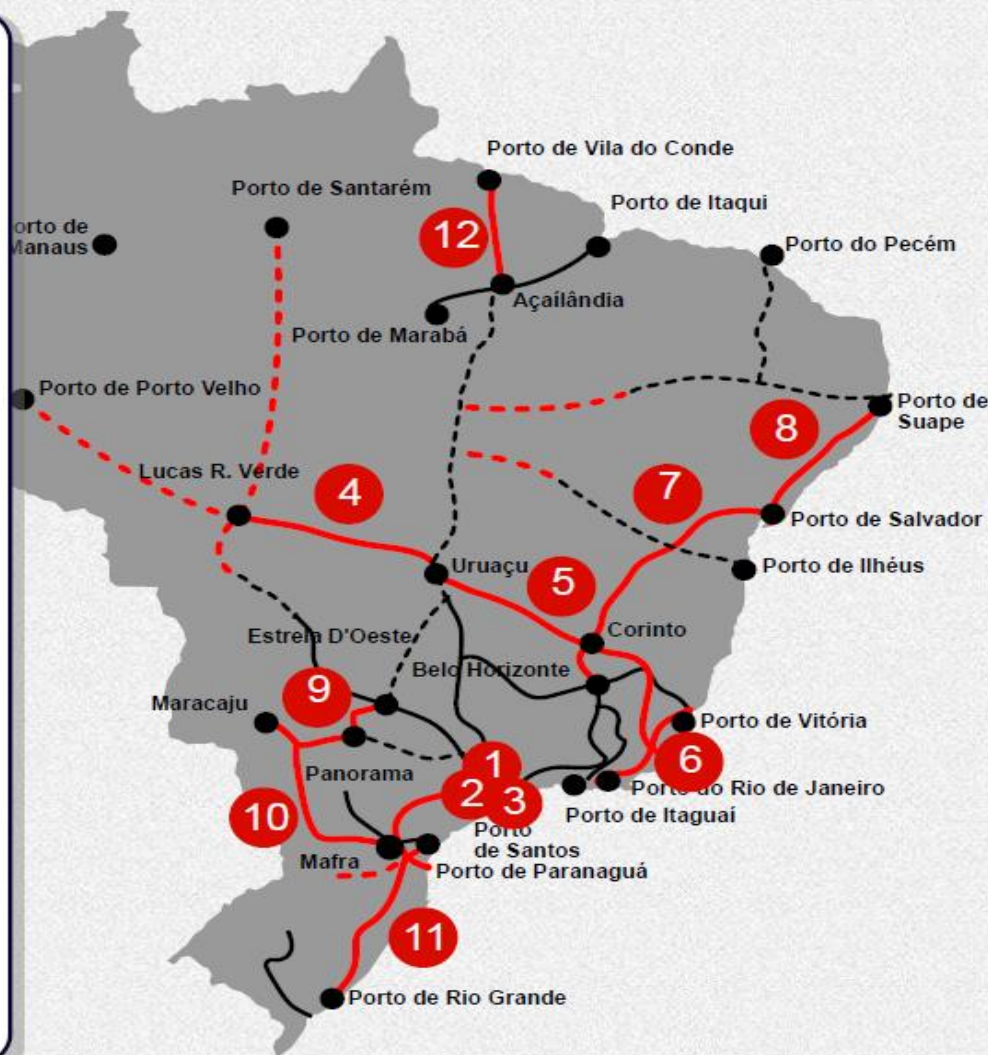 Porto de Vila do Conde
Porto de Santarém
Porto de Itaqui
orto de
Manaus
12
Porto do Pecém
Açaílândia
Porto de Marabá
Porto de Porto Velho
Porto de
Suape
8
Lucas R. Verde
4
7
Porto de Salvador
Uruaçu
5
Porto de Ilhéus
Corinto
Estrela D'Oeste
Belo Horizonte
9
Maracaju
Porto de Vitória
1
6
Panorama
2
3
Porto do Rio de Janeiro
10
Porto de Itaguaí
Porto
de Santos
Mafra
Porto de Paranaguá
11
Porto de Rio Grande